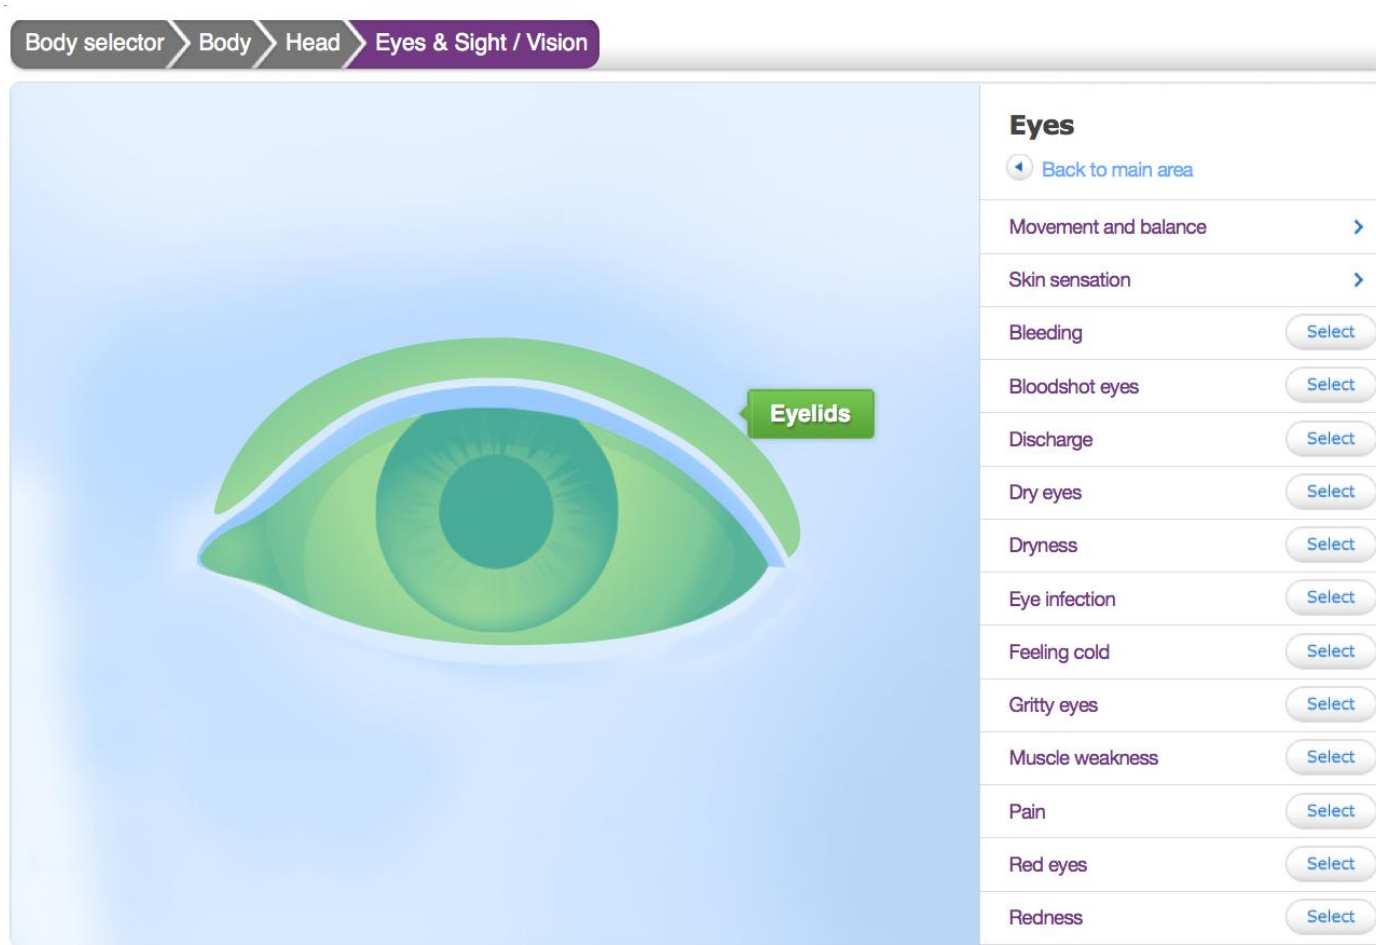 Body selector Body Head Eyes & Sight / Vision
Eyelids
Eyes
Back to main area
Movement and balance
Skin sensation
Bleeding Select
Bloodshot eyes Select
Discharge Select
Dry eyes Select
Dryness Select
Eye infection Select
Feeling cold Select
Gritty eyes Select
Muscle weakness Select
Pain Select
Red eyes Select
Redness Select